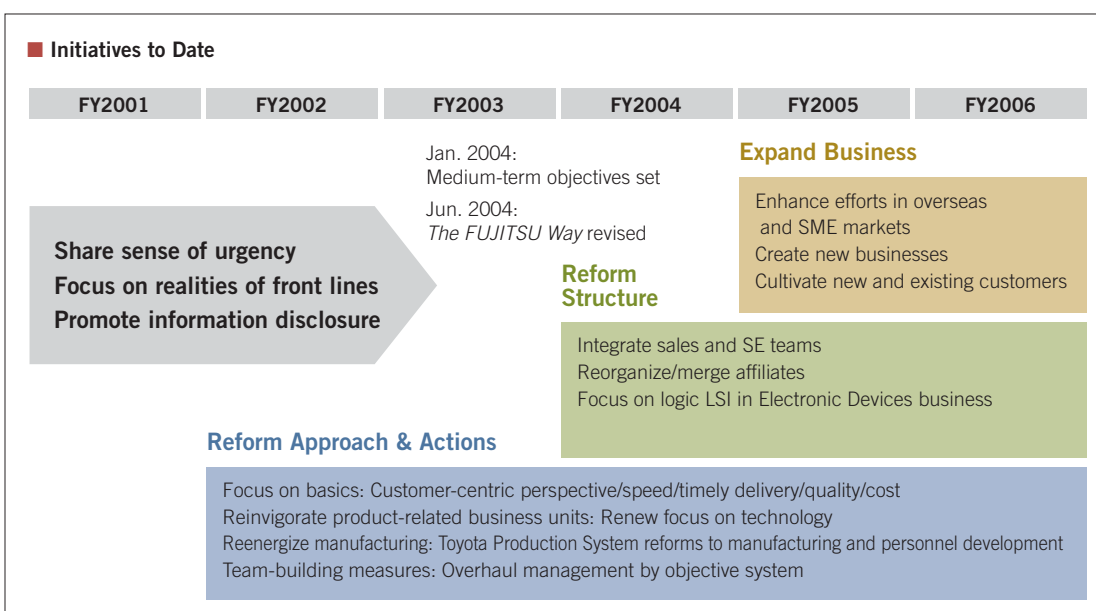 Initiatives to Date
FY2001 FY2002 FY2003 FY2004 FY2005 FY2006
Jan. 2004:
Medium-term objectives set
Jun. 2004:
The FUJITSU Way revised
Expand Business
Enhance efforts in overseas
and SME markets
Create new businesses
Cultivate new and existing customers
Share sense of urgency
Focus on realities of front lines
Promote information disclosure
Reform
Structure
Integrate sales and SE teams
Reorganize/merge affiliates
Focus on logic LSI in Electronic Devices business
Reform Approach & Actions
Focus on basics: Customer-centric perspective/speed/timely delivery/quality/cost
Reinvigorate product-related business units: Renew focus on technology
Reenergize manufacturing: Toyota Production System reforms to manufacturing and personnel development
Team-building measures: Overhaul management by objective system